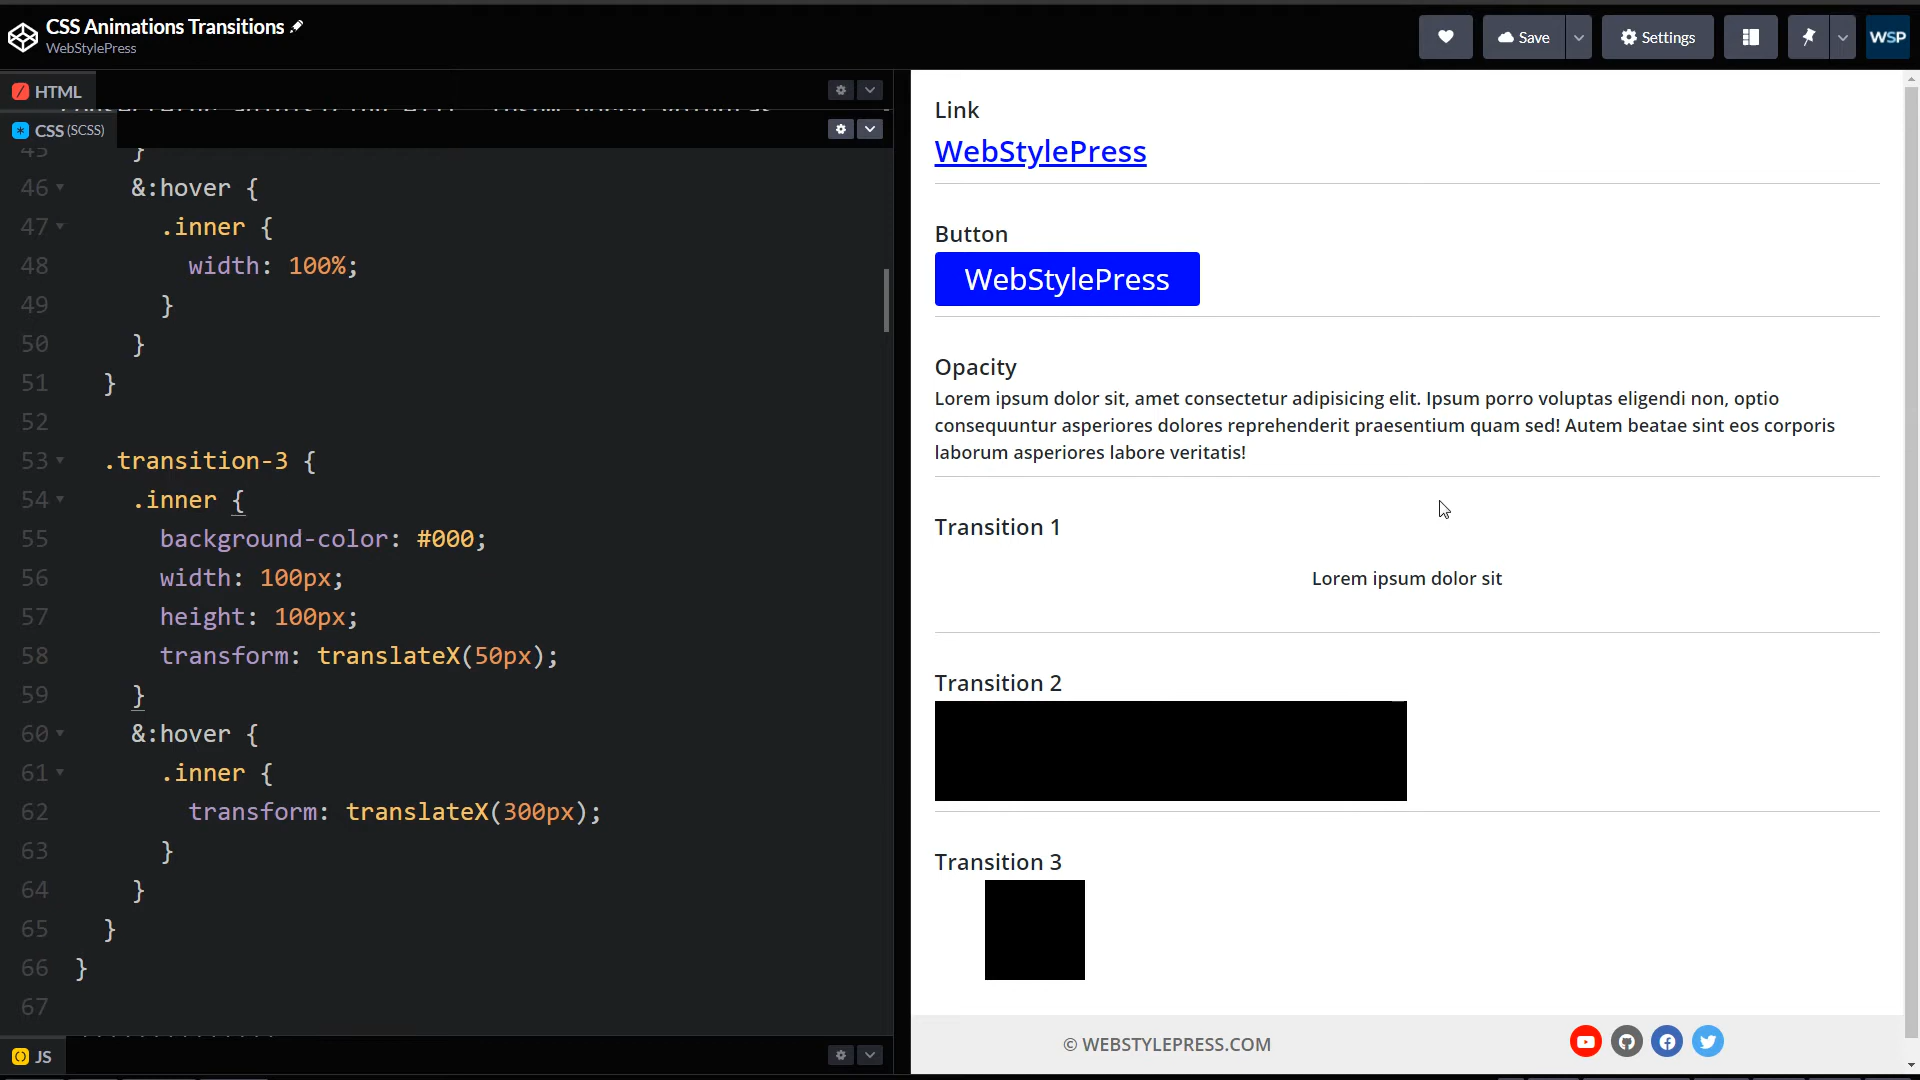 CSS Animations Transitions
WebStylePress
Save
Settings
WSP
HTML
CSS (SCSS)
45 }
46 &:hover {
47 .inner {
48 width: 100%;
49 }
50 }
51 }
52
53 .transition-3 {
54 .inner {
55 background-color: #000;
56 width: 100px;
57 height: 100px;
58 transform: translateX(50px);
59 }
60 &:hover {
61 .inner {
62 transform: translateX(300px);
63 }
64 }
65 }
66 }
67
JS
Link
WebStylePress
Button
WebStylePress
Opacity
Lorem ipsum dolor sit, amet consectetur adipisicing elit. Ipsum porro voluptas eligendi non, optio
consequuntur asperiores dolores reprehenderit praesentium quam sed! Autem beatae sint eos corporis
laborum asperiores labore veritatis!
Transition 1
Lorem ipsum dolor sit
Transition 2
Transition 3
© WEBSTYLEPRESS.COM